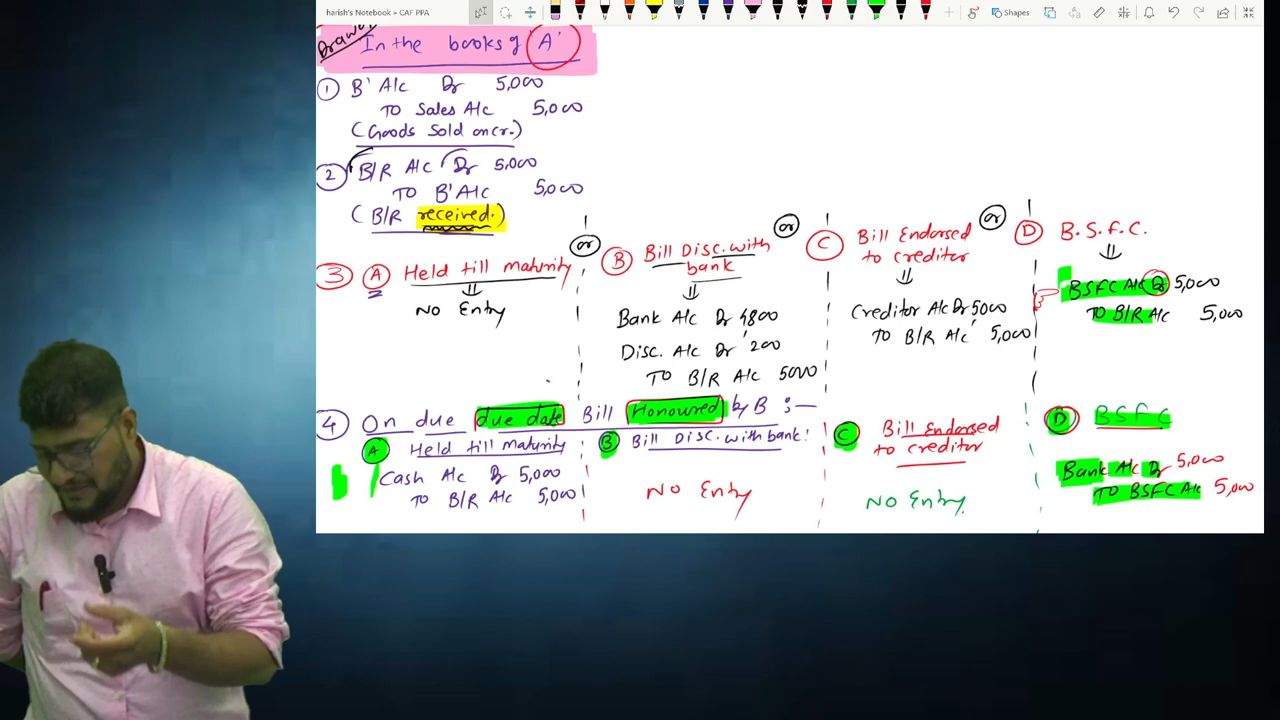 harish's Notebook » CAF PPA
Shapes
Drawer
In the books of 'A'
① B' A/c Dr 5,000
To Sales A/c 5,000
(Goods Sold on cr.)
② B/R A/c Dr 5,000
To B' A/c 5,000
(B/R received.)
③ Ⓐ Held till maturity
No Entry
or
Ⓑ Bill Disc. with
bank
Bank A/c Dr 4800
Disc. A/c Dr 200
To B/R A/c 5000
or
Ⓒ Bill Endorsed
to creditor
Creditor A/c Dr 5000
To B/R A/c 5,000
or
Ⓓ B.S.F.C.
BSFC A/c Dr 5,000
To B/R A/c 5,000
④ On due due date Bill Honoured by B :—
Ⓐ Held till maturity
Cash A/c Dr 5,000
To B/R A/c 5,000
Ⓑ Bill Disc. with bank:
No Entry
Ⓒ Bill Endorsed
to creditor
No Entry.
Ⓓ BSFC
Bank A/c Dr 5,000
To BSFC A/c 5,000